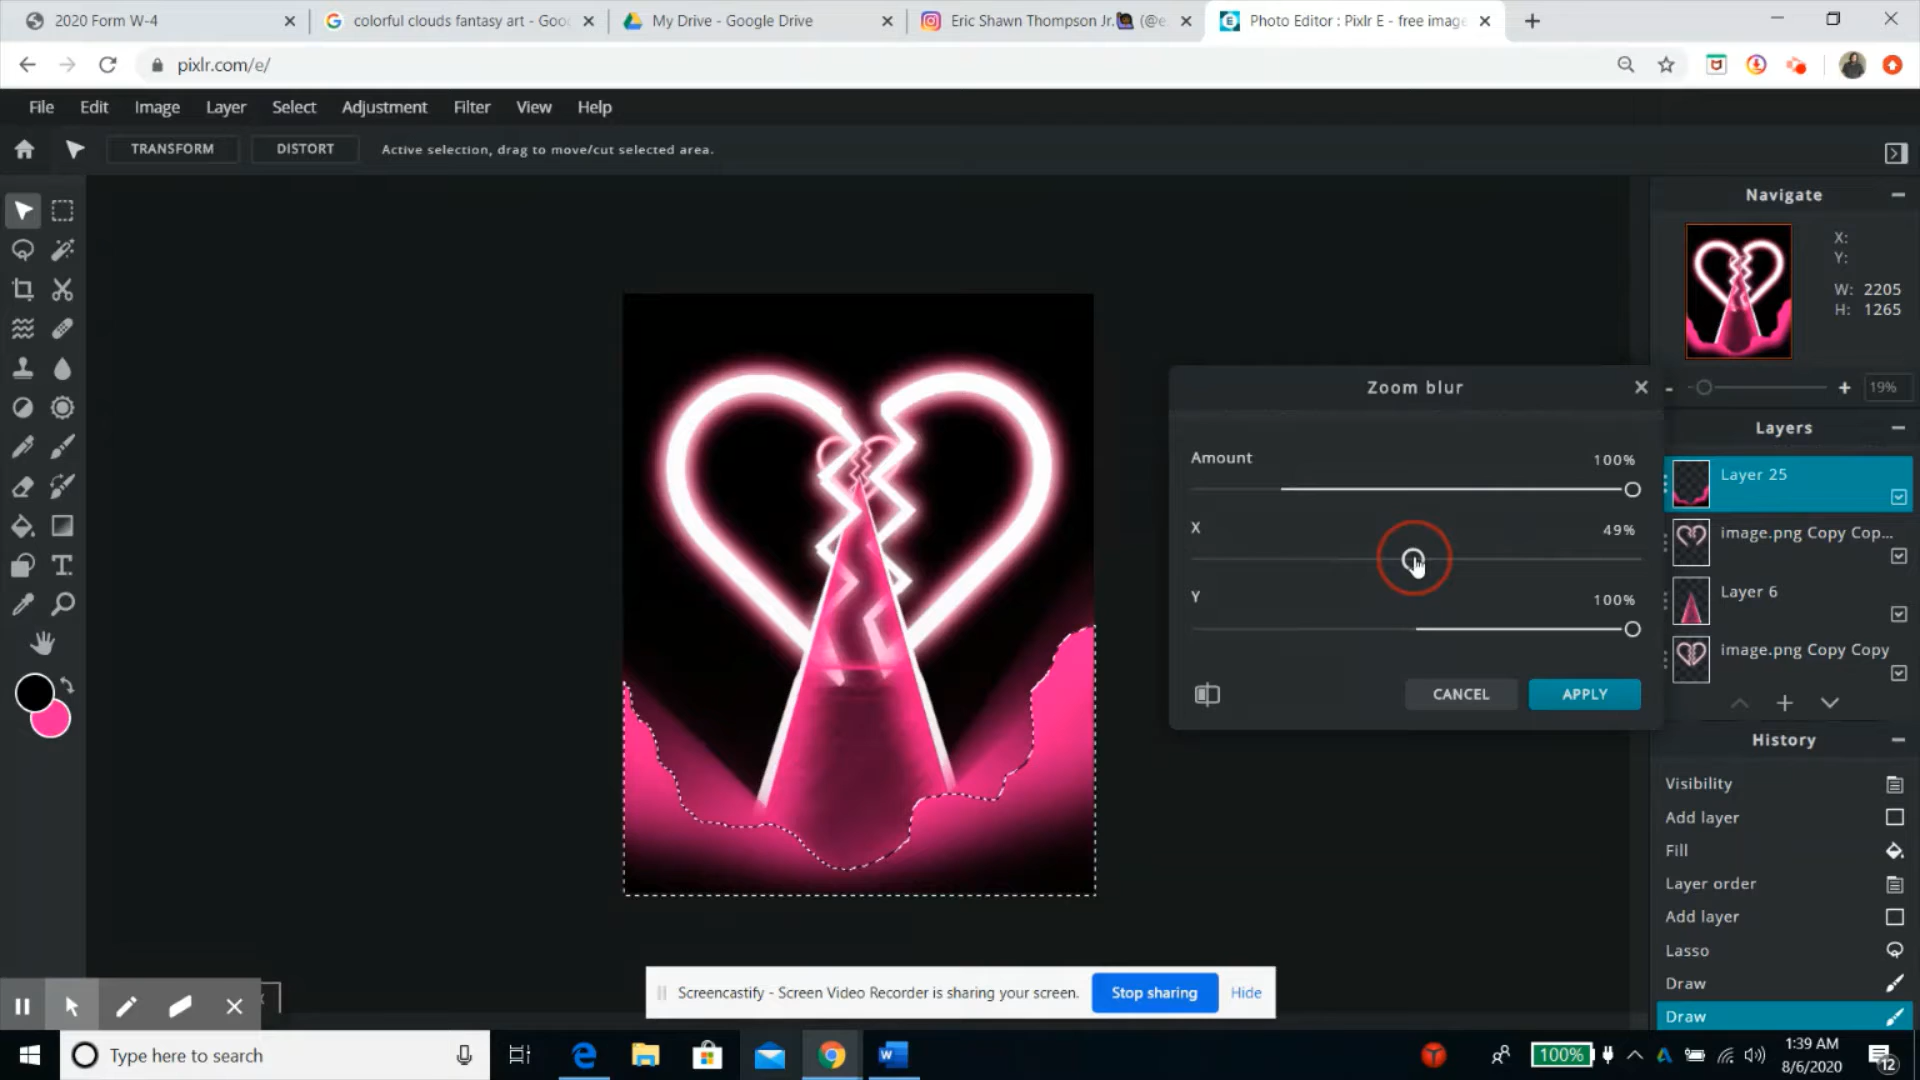 2020 Form W-4
colorful clouds fantasy art - Goo
My Drive - Google Drive
Eric Shawn Thompson Jr. (@e
Photo Editor : Pixlr E - free image
pixlr.com/e/
File Edit Image Layer Select Adjustment Filter View Help
TRANSFORM DISTORT Active selection, drag to move/cut selected area.
Navigate
X:
Y:
W: 2205
H: 1265
19%
Zoom blur
Amount 100%
X 49%
Y 100%
CANCEL APPLY
Layers
Layer 25
image.png Copy Cop...
Layer 6
image.png Copy Copy
History
Visibility
Add layer
Fill
Layer order
Add layer
Lasso
Draw
Draw
T
Screencastify - Screen Video Recorder is sharing your screen. Stop sharing Hide
Type here to search
W
100%
1:39 AM
8/6/2020
12